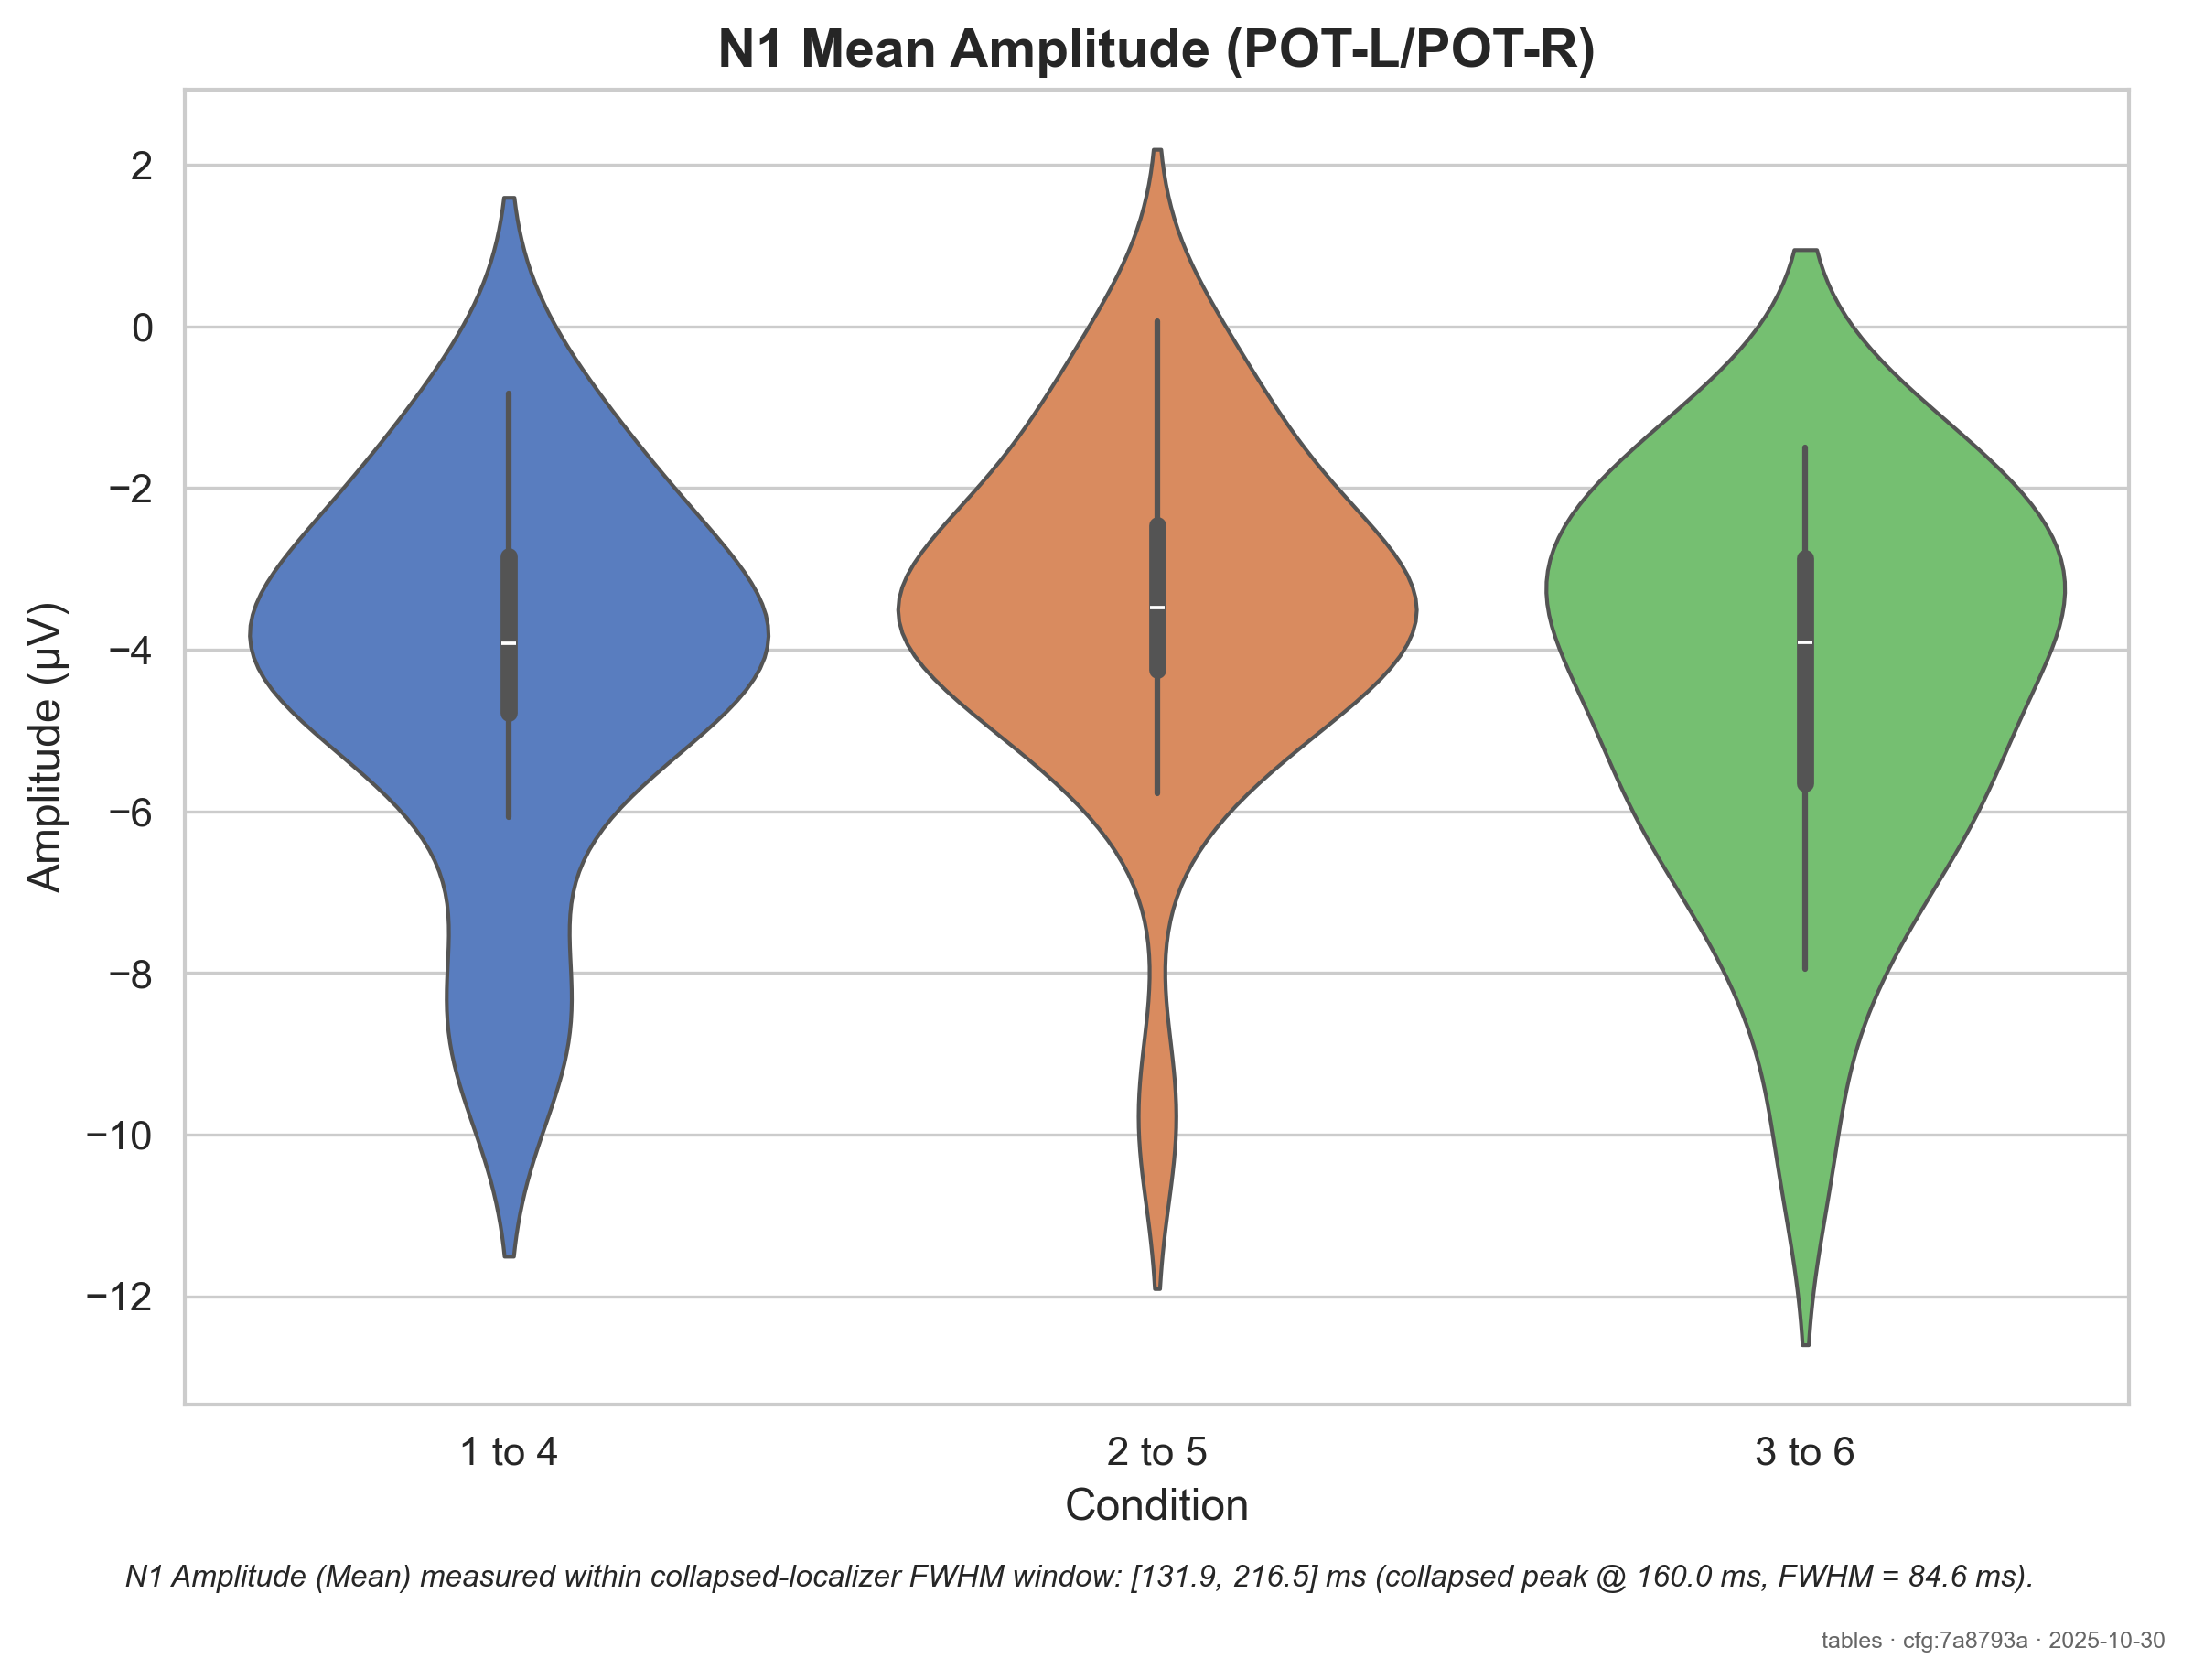 N1 Mean Amplitude (POT-L/POT-R)
Amplitude (µV)
2
0
−2
−4
−6
−8
−10
−12
1 to 4
2 to 5
3 to 6
Condition
N1 Amplitude (Mean) measured within collapsed-localizer FWHM window: [131.9, 216.5] ms (collapsed peak @ 160.0 ms, FWHM = 84.6 ms).
tables · cfg:7a8793a · 2025-10-30